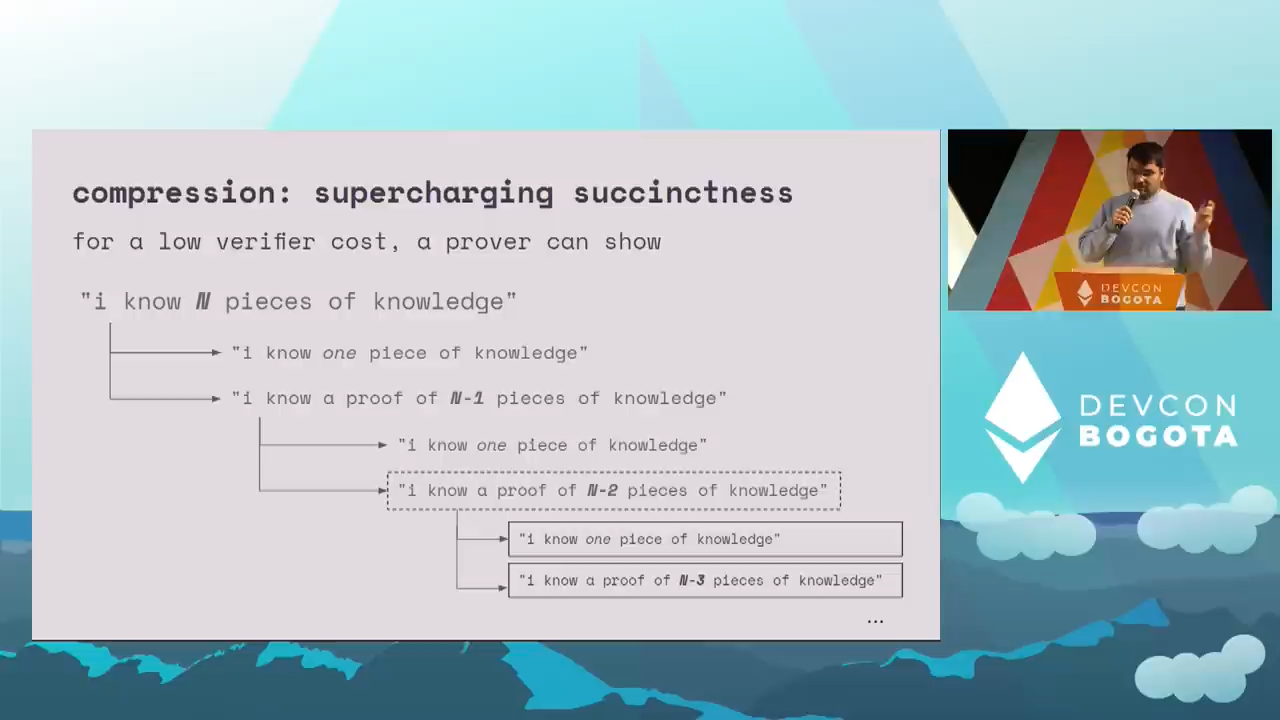 compression: supercharging succinctness
for a low verifier cost, a prover can show
"i know N pieces of knowledge"
"i know one piece of knowledge"
"i know a proof of N-1 pieces of knowledge"
"i know one piece of knowledge"
"i know a proof of N-2 pieces of knowledge"
"i know one piece of knowledge"
"i know a proof of N-3 pieces of knowledge"
...
DEVCON
BOGOTA
DEVCON
BOGOTA